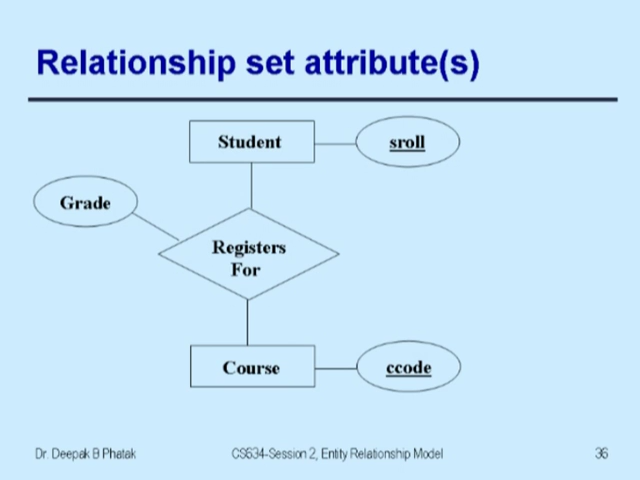 Relationship set attribute(s)
Student
sroll
Grade
Registers
For
Course
ccode
Dr. Deepak B Phatak
CS634-Session 2, Entity Relationship Model
36